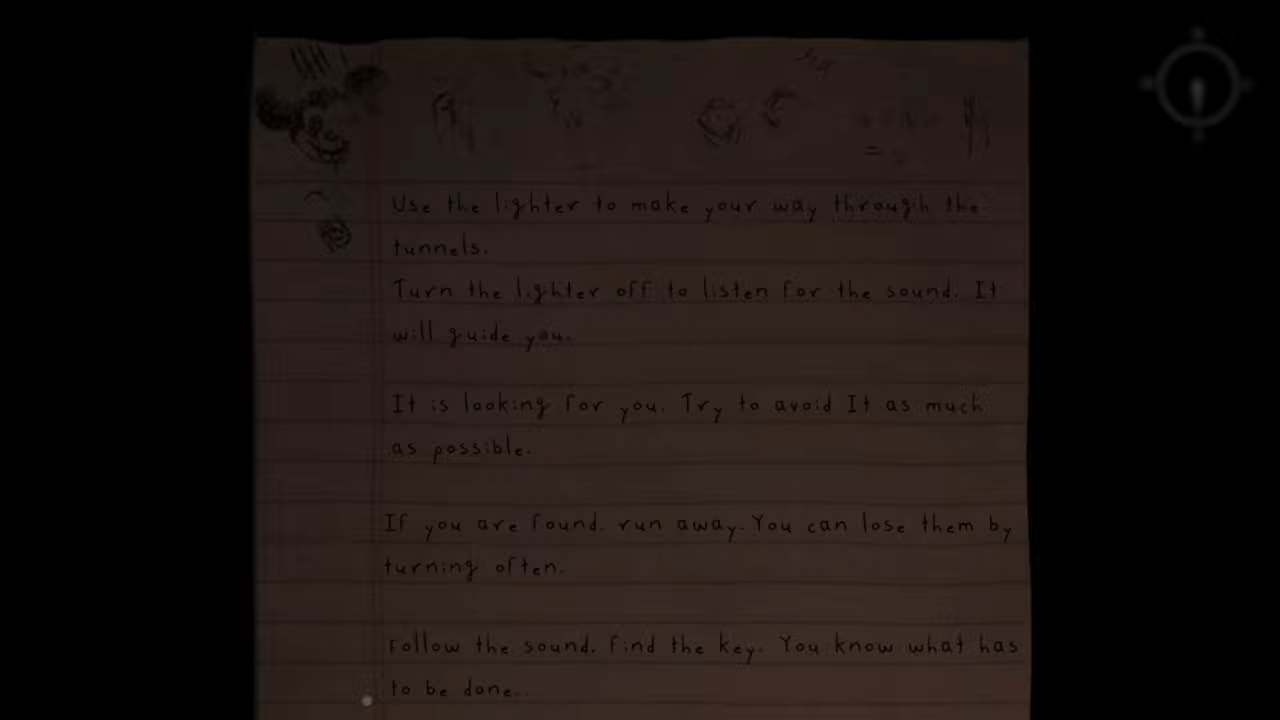 Use the lighter to make your way through the
tunnels.
Turn the lighter off to listen for the sound. It
will guide you.
It is looking for you. Try to avoid It as much
as possible.
If you are found, run away. You can lose them by
turning often.
Follow the sound, find the key. You know what has
to be done.